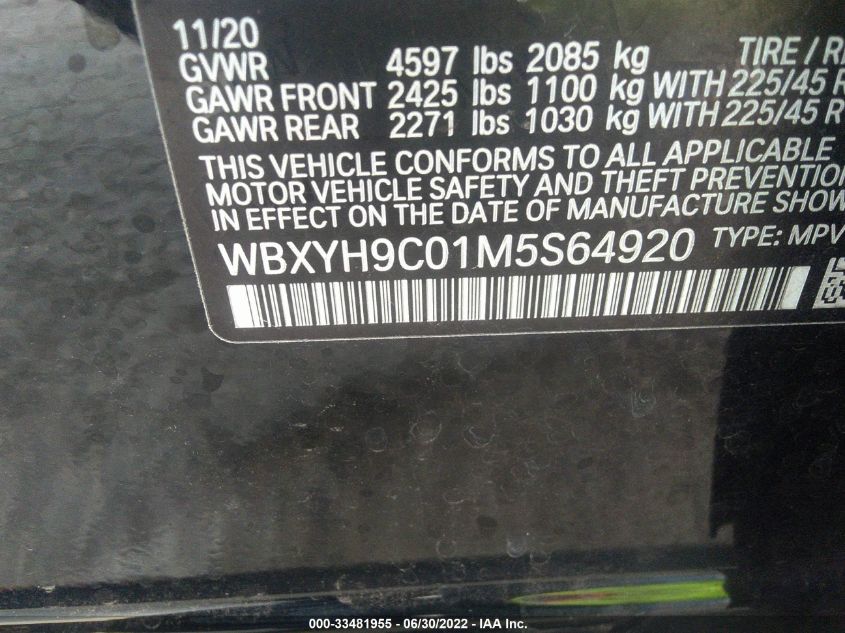 11/20
GVWR 4597 lbs 2085 kg TIRE /
GAWR FRONT 2425 lbs 1100 kg WITH 225/45 R
GAWR REAR 2271 lbs 1030 kg WITH 225/45 R
THIS VEHICLE CONFORMS TO ALL APPLICABLE
MOTOR VEHICLE SAFETY AND THEFT PREVENTION
IN EFFECT ON THE DATE OF MANUFACTURE SHOW
WBXYH9C01M5S64920 TYPE: MPV
000-33481955 - 06/30/2022 - IAA